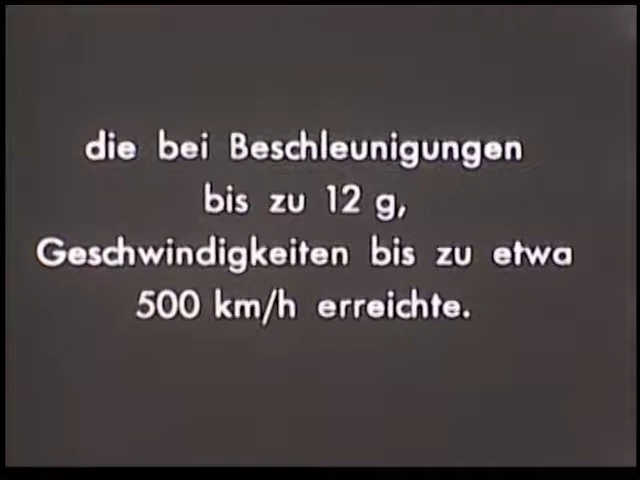 die bei Beschleunigungen
bis zu 12 g,
Geschwindigkeiten bis zu etwa
500 km/h erreichte.